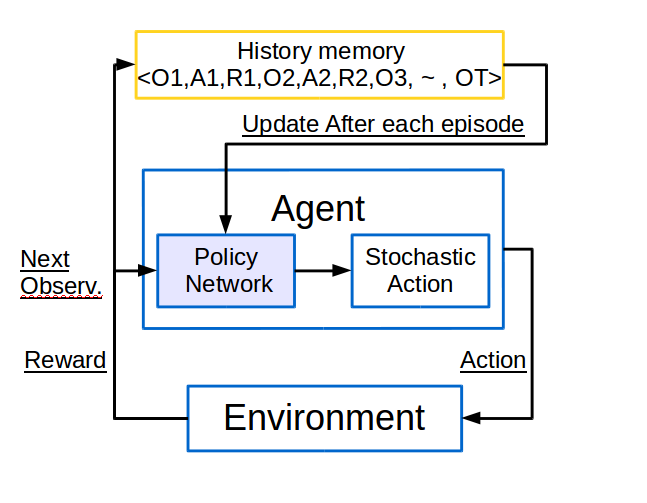 History memory
<O1,A1,R1,O2,A2,R2,O3, ~ , OT>
Update After each episode
Agent
Policy
Network
Stochastic
Action
Next
Observ.
Reward
Action
Environment